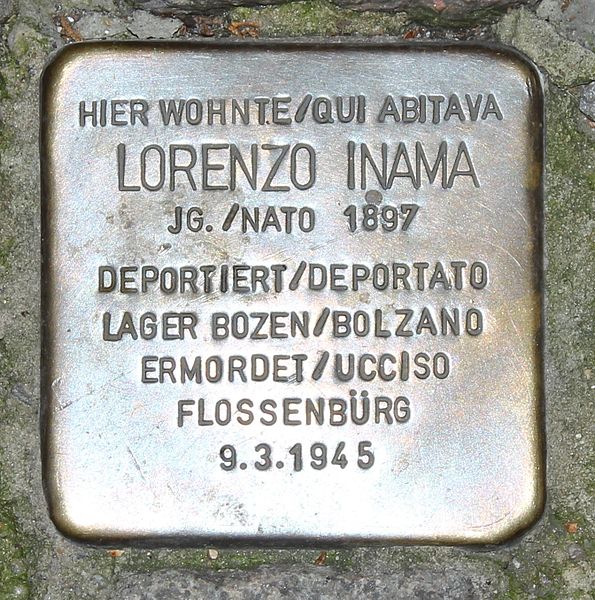 HIER WOHNTE/QUI ABITAVA
LORENZO INAMA
JG./NATO 1897
DEPORTIERT/DEPORTATO
LAGER BOZEN/BOLZANO
ERMORDET/UCCISO
FLOSSENBÜRG
9.3.1945